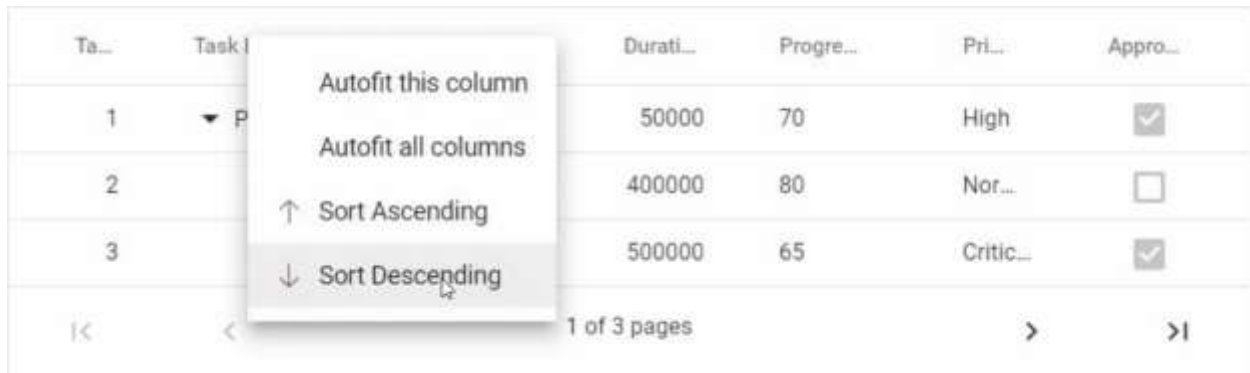 Ta... Task Durati... Progre... Pri... Appro...
Autofit this column
1 P 50000 70 High
Autofit all columns
2 400000 80 Nor...
Sort Ascending
3 500000 65 Critic...
Sort Descending
1 of 3 pages